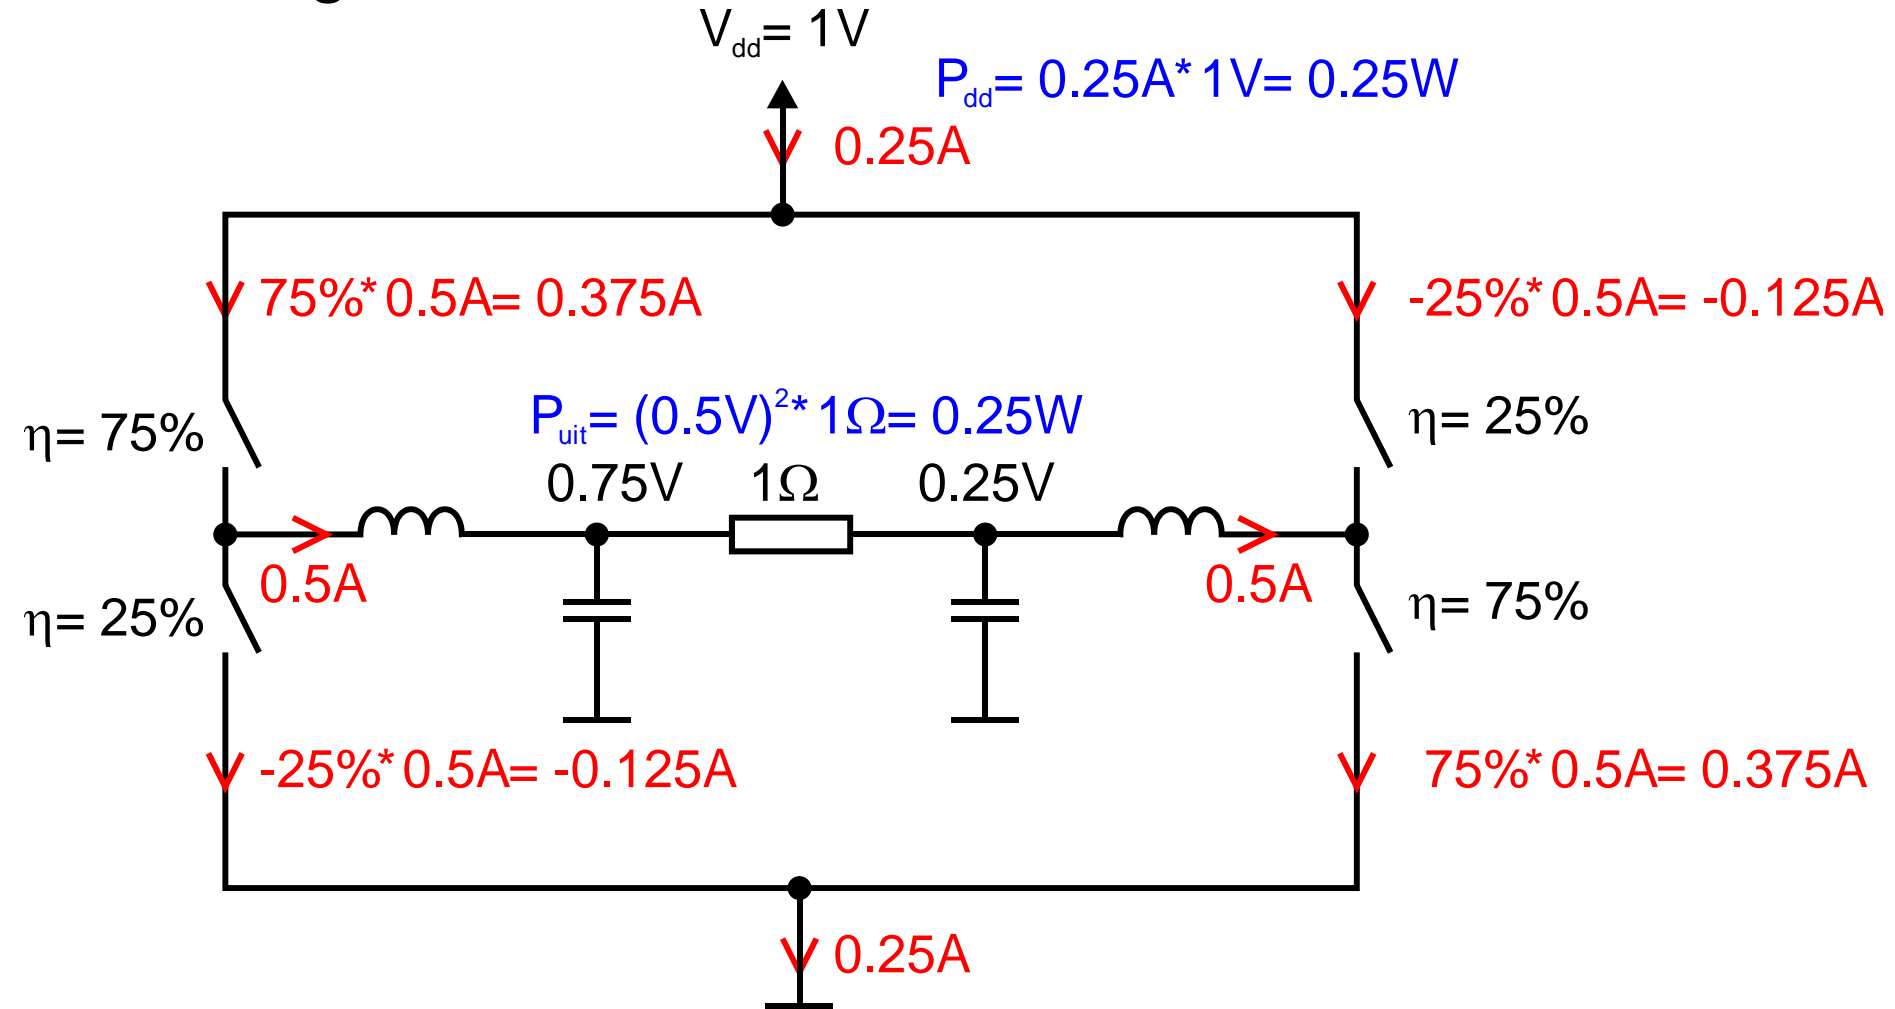 V_dd= 1V
P_dd= 0.25A* 1V= 0.25W
0.25A
75%* 0.5A= 0.375A
-25%* 0.5A= -0.125A
P_uit= (0.5V)²* 1Ω= 0.25W
η= 75%
η= 25%
0.75V
1Ω
0.25V
0.5A
0.5A
η= 25%
η= 75%
-25%* 0.5A= -0.125A
75%* 0.5A= 0.375A
0.25A